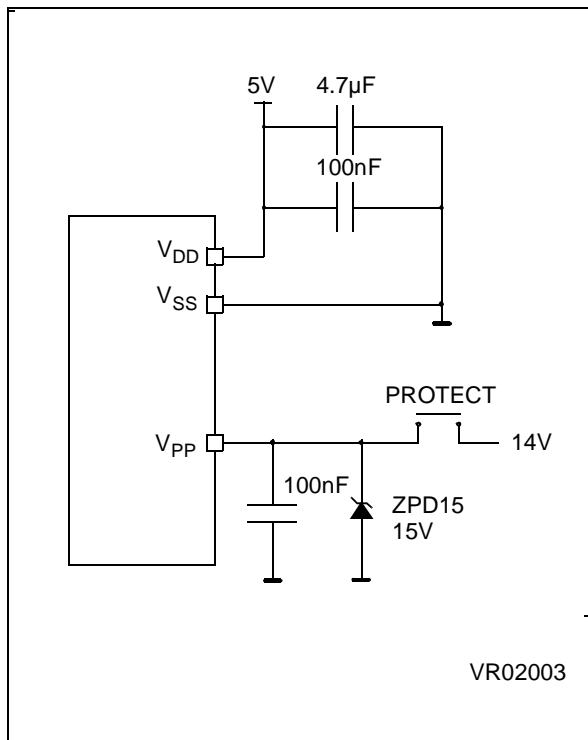 5V 4.7µF
100nF
VDD
VSS
PROTECT
VPP 14V
100nF ZPD15
15V
VR02003